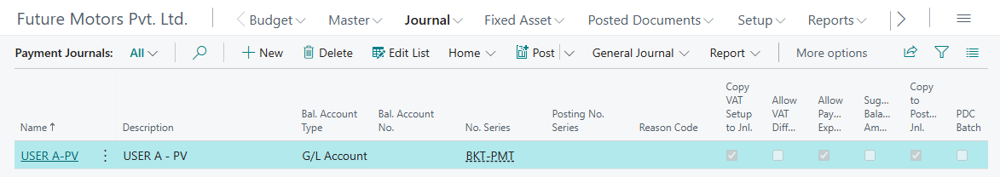 Future Motors Pvt. Ltd.
Budget Master Journal Fixed Asset Posted Documents Setup Reports
Payment Journals: All New Delete Edit List Home Post General Journal Report More options
Name ↑
Description
Bal. Account
Type
Bal. Account
No.
No. Series
Posting No.
Series
Reason Code
Copy
VAT
Setup
to Jnl.
Allow
VAT
Diff...
Allow
Pay...
Exp...
Sug...
Bala...
Am...
Copy
to
Post...
Jnl.
PDC
Batch
USER A-PV USER A - PV G/L Account BKT-PMT